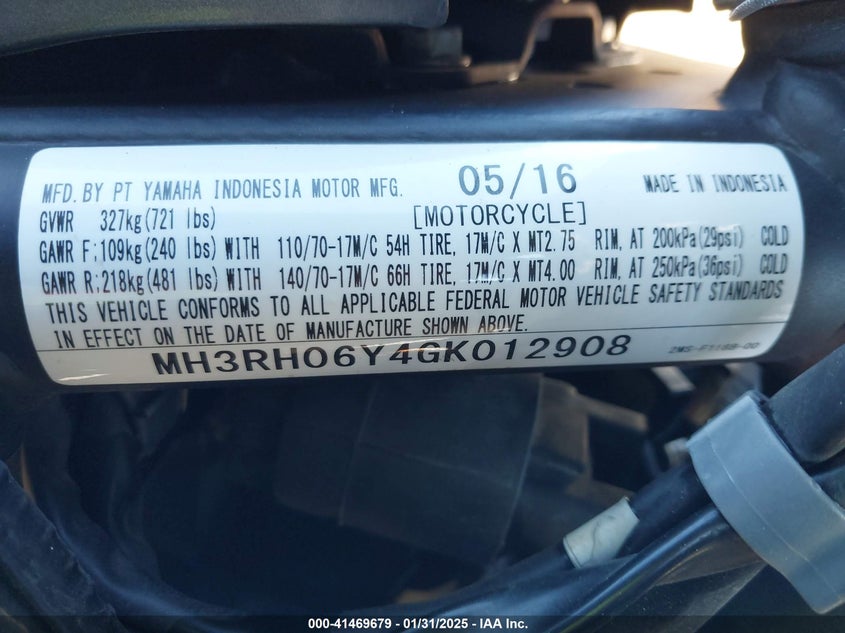 MFD. BY PT YAMAHA INDONESIA MOTOR MFG. 05/16 MADE IN INDONESIA
GVWR 327kg(721 lbs) [MOTORCYCLE]
GAWR F:109kg(240 lbs) WITH 110/70-17M/C 54H TIRE, 17M/C X MT2.75 RIM, AT 200kPa(29psi) COLD
GAWR R:218kg(481 lbs) WITH 140/70-17M/C 66H TIRE, 17M/C X MT4.00 RIM, AT 250kPa(36psi) COLD
THIS VEHICLE CONFORMS TO ALL APPLICABLE FEDERAL MOTOR VEHICLE SAFETY STANDARDS
IN EFFECT ON THE DATE OF MANUFACTURE SHOWN ABOVE.
MH3RH06Y4GK012908 2MS-F118B-00
000-41469679 - 01/31/2025 - IAA Inc.